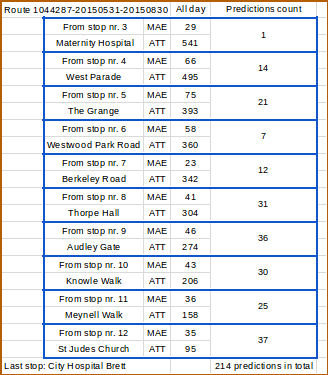 Route 1044287-20150531-20150830 All day Predictions count
From stop nr. 3 MAE 29 1
Maternity Hospital ATT 541
From stop nr. 4 MAE 66 14
West Parade ATT 495
From stop nr. 5 MAE 75 21
The Grange ATT 393
From stop nr. 6 MAE 58 7
Westwood Park Road ATT 360
From stop nr. 7 MAE 23 12
Berkeley Road ATT 342
From stop nr. 8 MAE 41 31
Thorpe Hall ATT 304
From stop nr. 9 MAE 46 36
Audley Gate ATT 274
From stop nr. 10 MAE 43 30
Knowle Walk ATT 206
From stop nr. 11 MAE 36 25
Meynell Walk ATT 158
From stop nr. 12 MAE 35 37
St Judes Church ATT 95
Last stop: City Hospital Brett 214 predictions in total